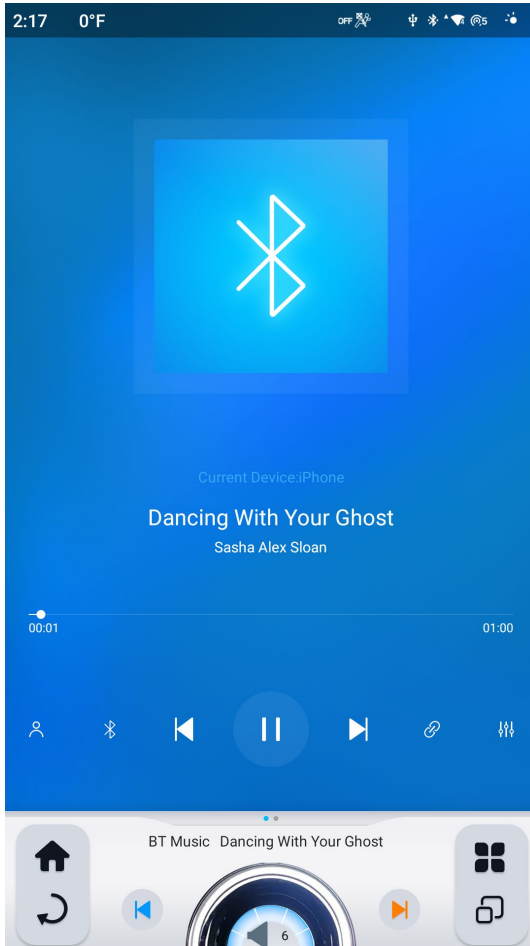 2:17 0°F OFF 5
Current Device:iPhone
Dancing With Your Ghost
Sasha Alex Sloan
00:01 01:00
BT Music Dancing With Your Ghost
6